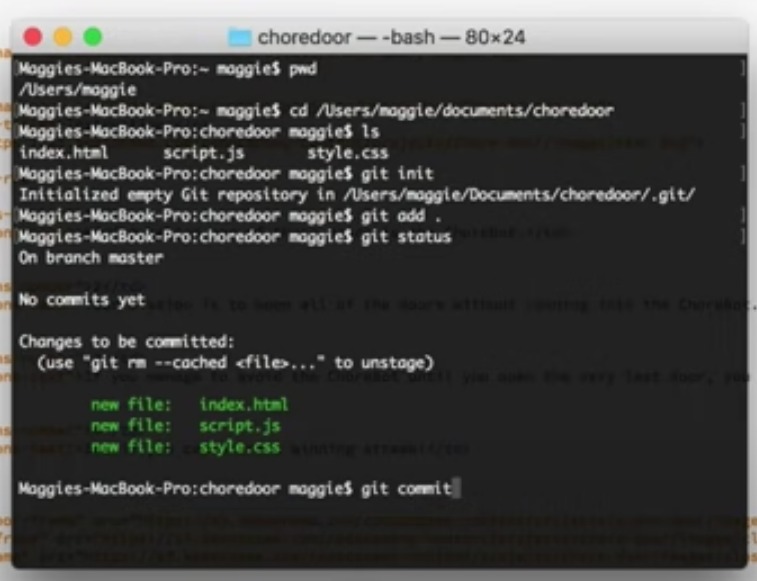 choredoor — -bash — 80×24
Maggies-MacBook-Pro:~ maggie$ pwd
/Users/maggie
Maggies-MacBook-Pro:~ maggie$ cd /Users/maggie/documents/choredoor
Maggies-MacBook-Pro:choredoor maggie$ ls
index.html script.js style.css
Maggies-MacBook-Pro:choredoor maggie$ git init
Initialized empty Git repository in /Users/maggie/Documents/choredoor/.git/
Maggies-MacBook-Pro:choredoor maggie$ git add .
Maggies-MacBook-Pro:choredoor maggie$ git status
On branch master
No commits yet
Changes to be committed:
(use "git rm --cached <file>..." to unstage)
new file: index.html
new file: script.js
new file: style.css
Maggies-MacBook-Pro:choredoor maggie$ git commit